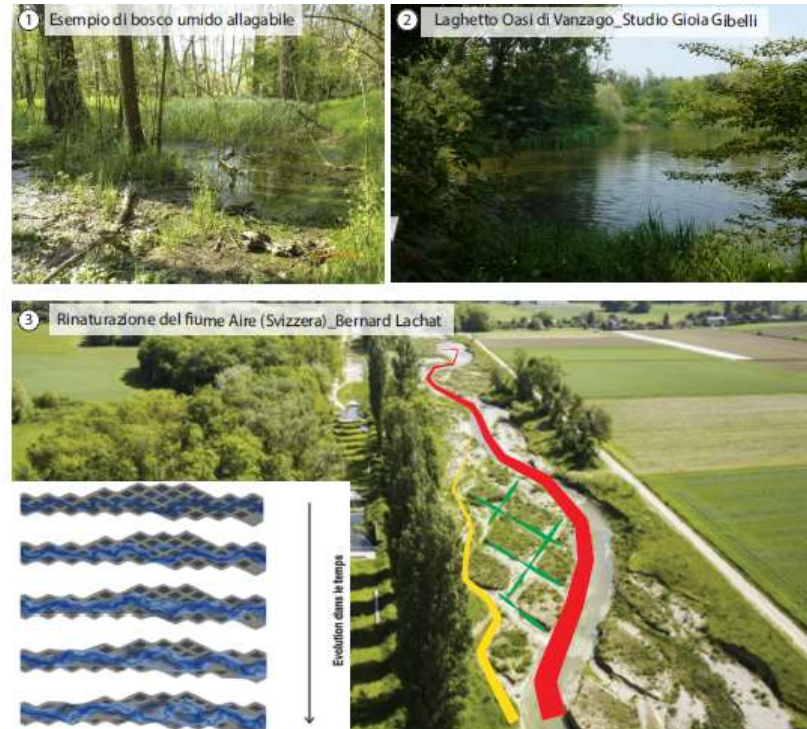 1 Esempio di bosco umido allagabile
2 Laghetto Oasi di Vanzago_Studio Gioia Gibelli
3 Rinaturazione del fiume Aire (Svizzera)_Bernard Lachat
Evolution dians le temps